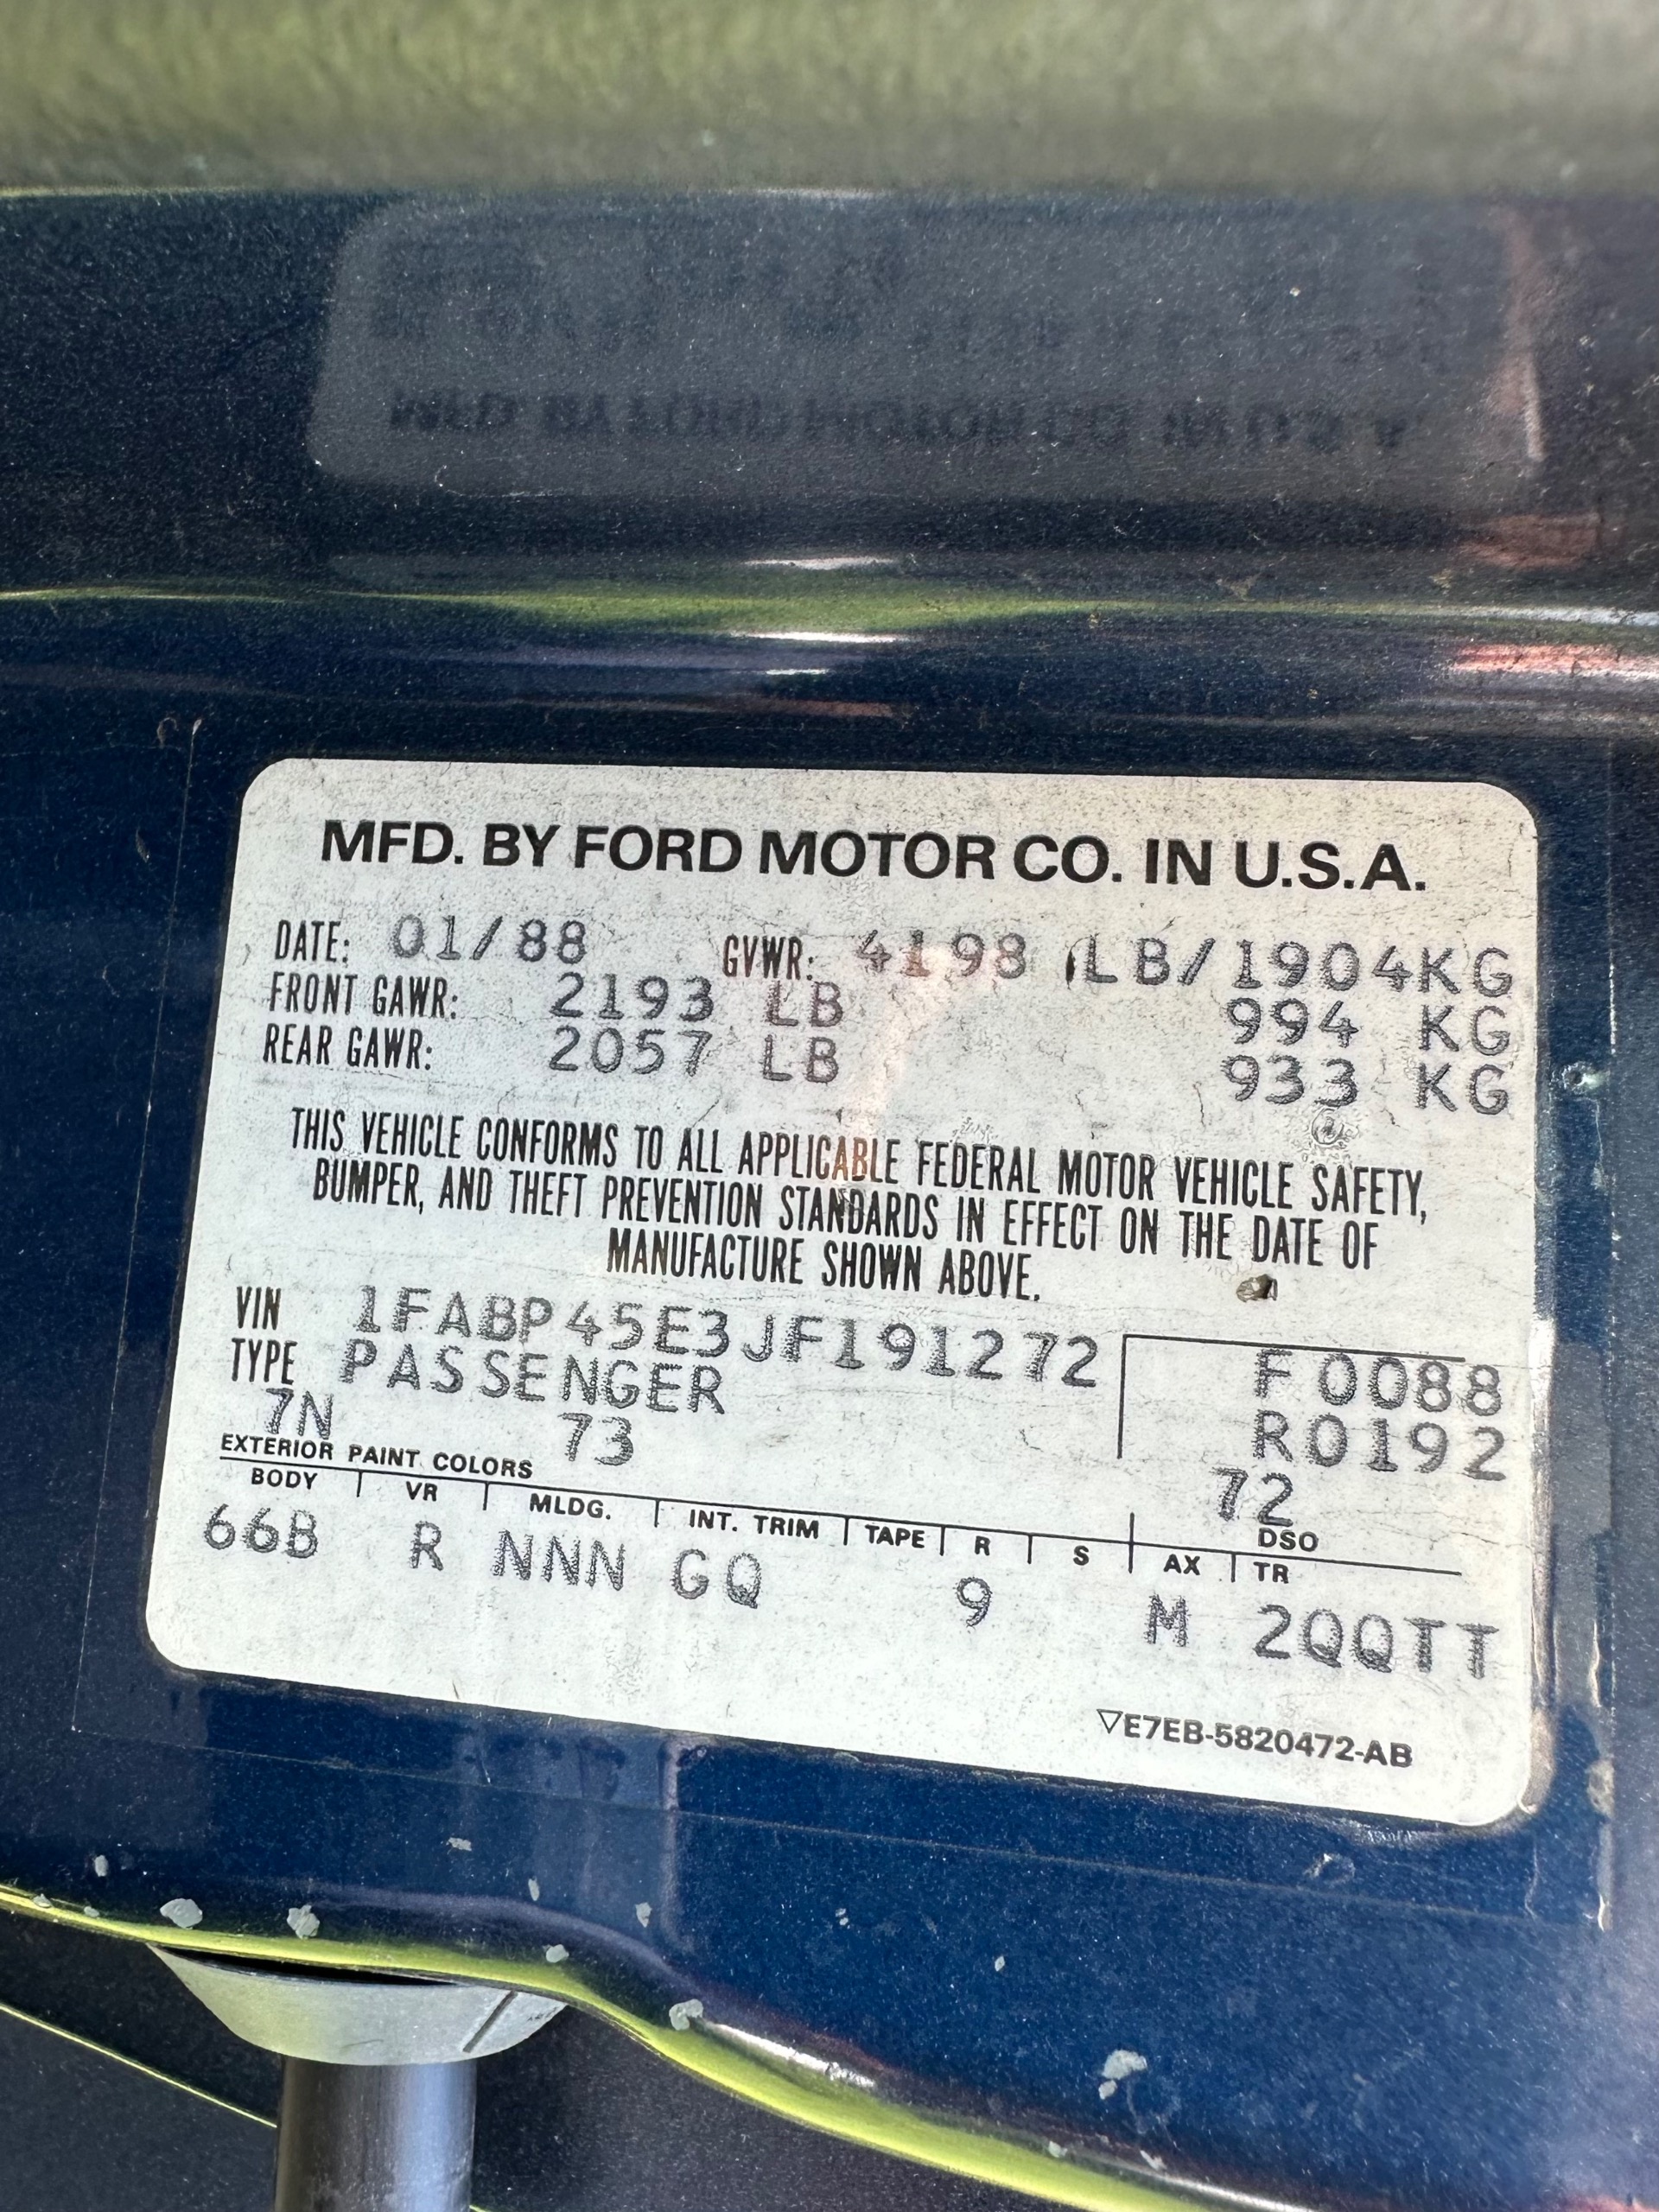 MFD. BY FORD MOTOR CO. IN U.S.A.
DATE: 01/88 GVWR: 4198 LB/1904KG
FRONT GAWR: 2193 LB 994 KG
REAR GAWR: 2057 LB 933 KG
THIS VEHICLE CONFORMS TO ALL APPLICABLE FEDERAL MOTOR VEHICLE SAFETY,
BUMPER, AND THEFT PREVENTION STANDARDS IN EFFECT ON THE DATE OF
MANUFACTURE SHOWN ABOVE.
VIN 1FABP45E3JF191272 F0088
TYPE PASSENGER R0192
7N 73 72
EXTERIOR PAINT COLORS DSO
BODY VR MLDG. INT. TRIM TAPE R S AX TR
66B R NNN GQ 9 M 2QQTT
▽E7EB-5820472-AB